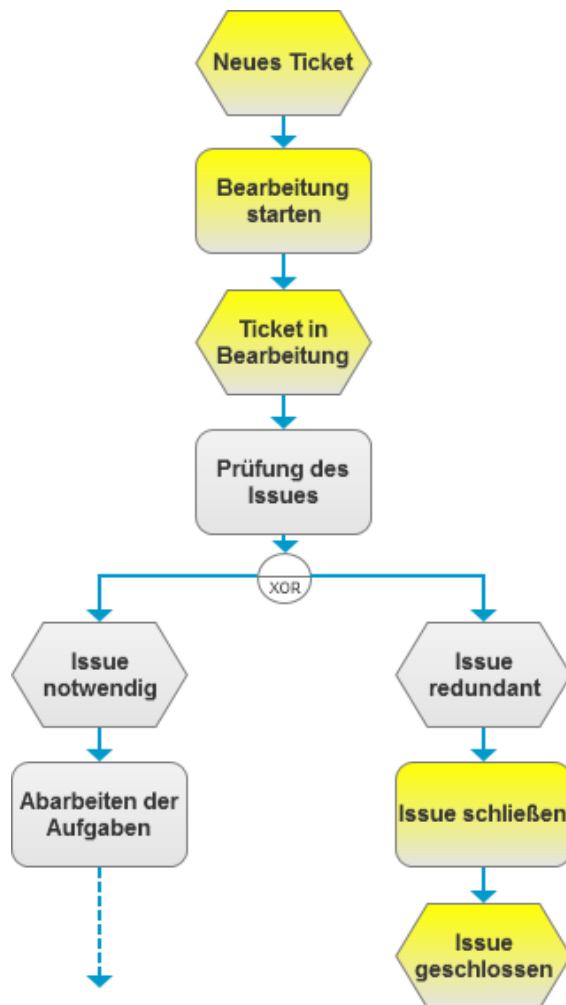 Neues Ticket
Bearbeitung
starten
Ticket in
Bearbeitung
Prüfung des
Issues
XOR
Issue
notwendig
Issue
redundant
Abarbeiten der
Aufgaben
Issue schließen
Issue
geschlossen